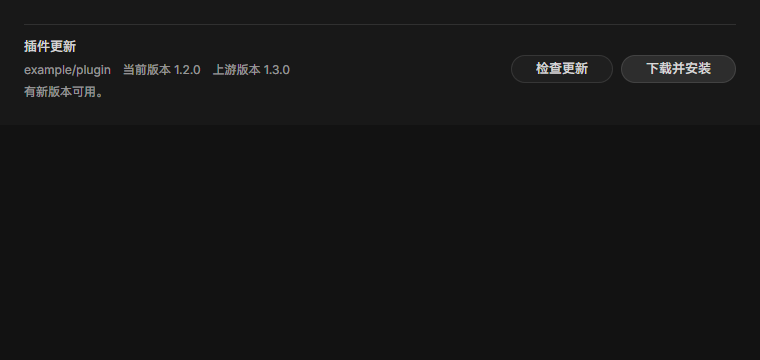 插件更新
example/plugin 当前版本 1.2.0 上游版本 1.3.0
有新版本可用。
检查更新
下载并安装